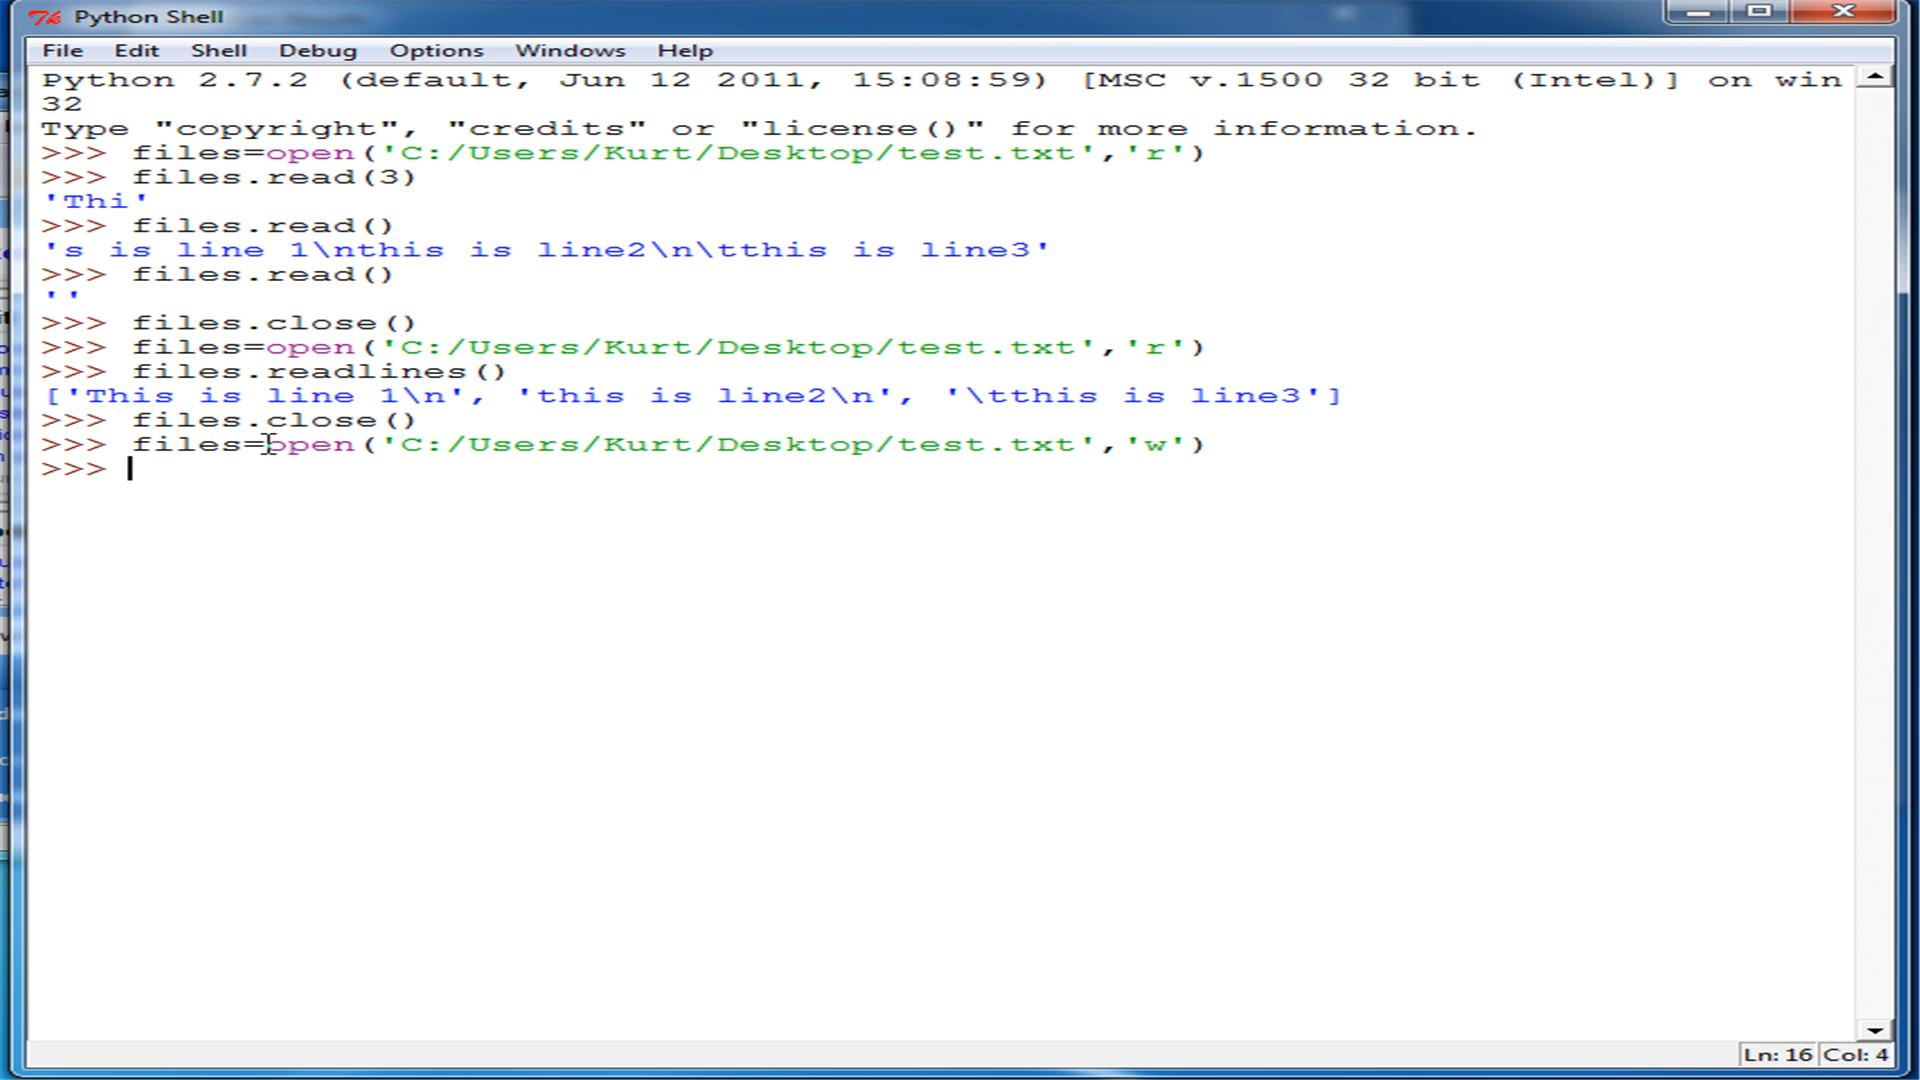 Python Shell
File Edit Shell Debug Options Windows Help
Python 2.7.2 (default, Jun 12 2011, 15:08:59) [MSC v.1500 32 bit (Intel)] on win
32
Type "copyright", "credits" or "license()" for more information.
>>> files=open('C:/Users/Kurt/Desktop/test.txt','r')
>>> files.read(3)
'Thi'
>>> files.read()
's is line 1\nthis is line2\n\tthis is line3'
>>> files.read()
''
>>> files.close()
>>> files=open('C:/Users/Kurt/Desktop/test.txt','r')
>>> files.readlines()
['This is line 1\n', 'this is line2\n', '\tthis is line3']
>>> files.close()
>>> files=open('C:/Users/Kurt/Desktop/test.txt','w')
>>>
Ln: 16 Col: 4